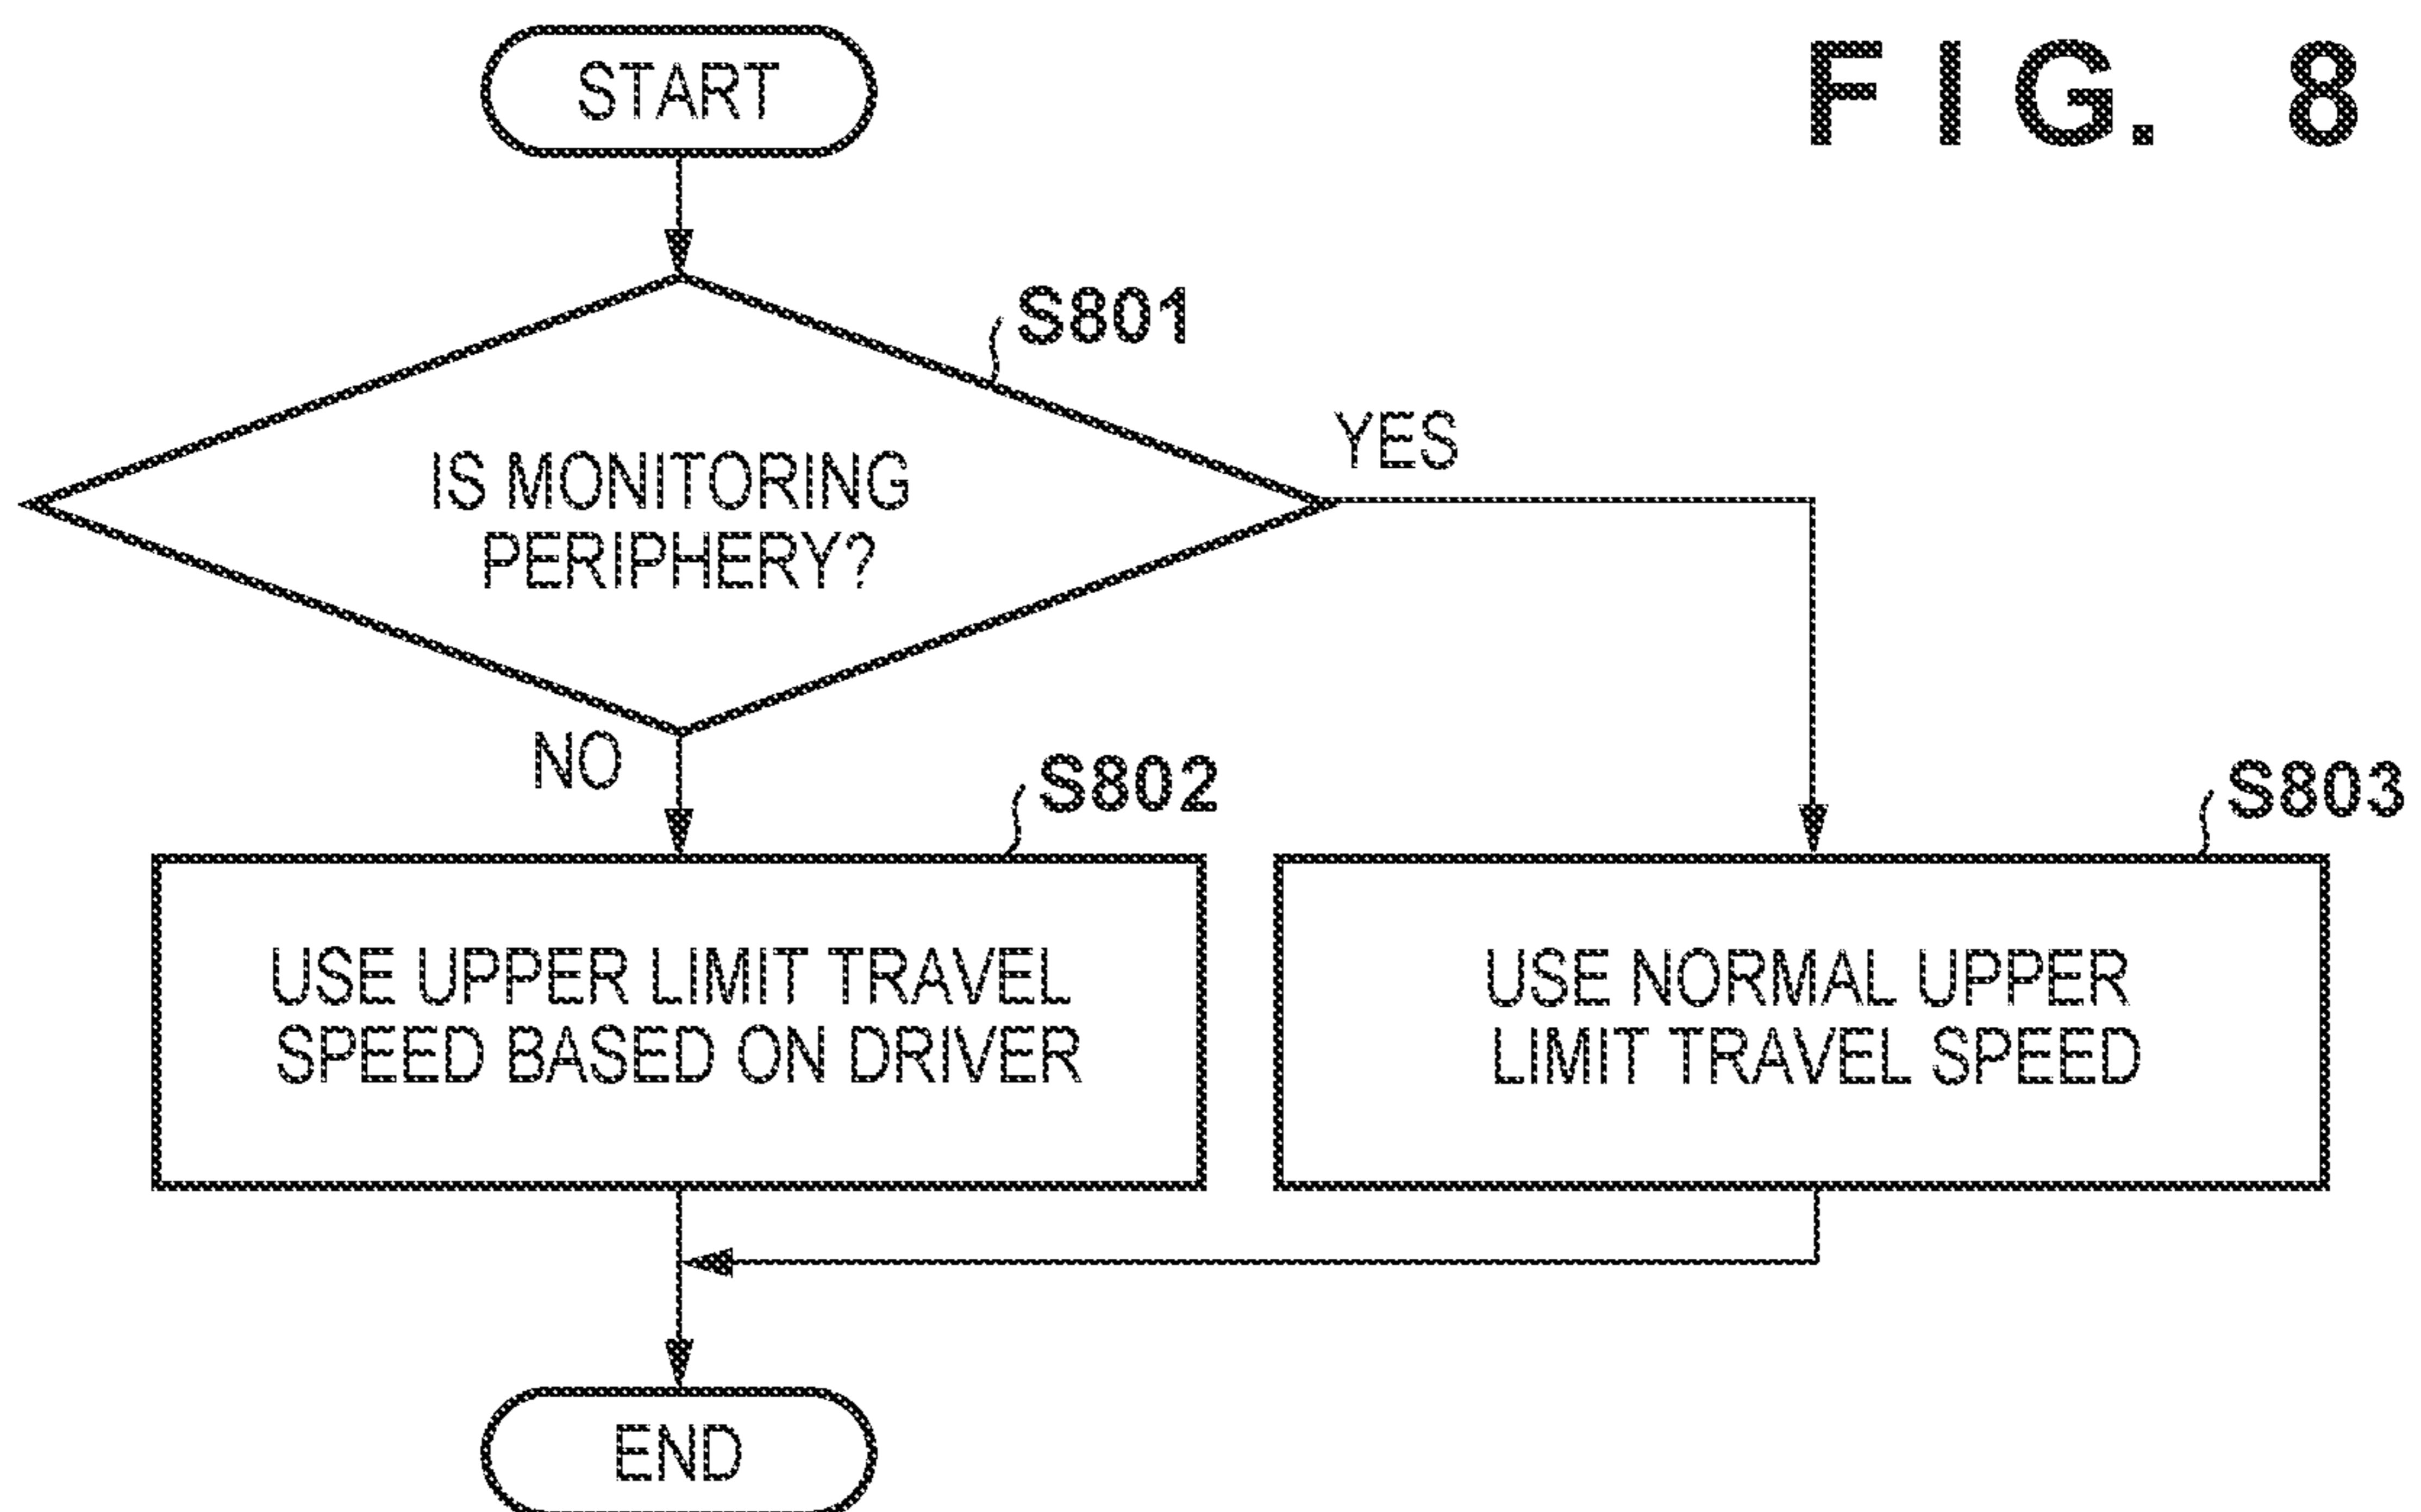 FIG. 8
START
S801
IS MONITORING
PERIPHERY?
YES
NO
S802
USE UPPER LIMIT TRAVEL
SPEED BASED ON DRIVER
S803
USE NORMAL UPPER
LIMIT TRAVEL SPEED
END